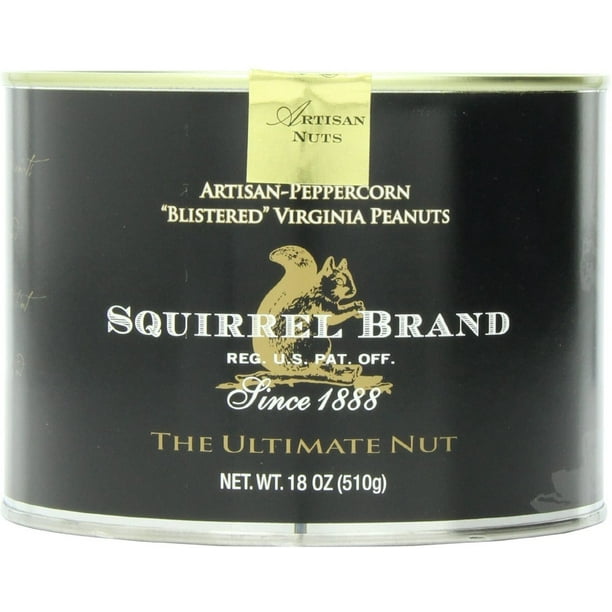 ARTISAN
NUTS
ARTISAN-PEPPERCORN
"BLISTERED" VIRGINIA PEANUTS
SQUIRREL BRAND
REG. U.S. PAT. OFF.
Since 1888
THE ULTIMATE NUT
NET. WT. 18 OZ (510g)